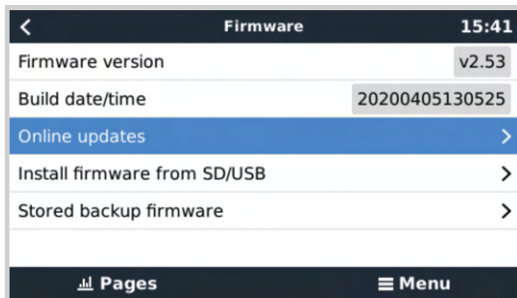 Firmware 15:41
Firmware version v2.53
Build date/time 20200405130525
Online updates
Install firmware from SD/USB
Stored backup firmware
Pages Menu